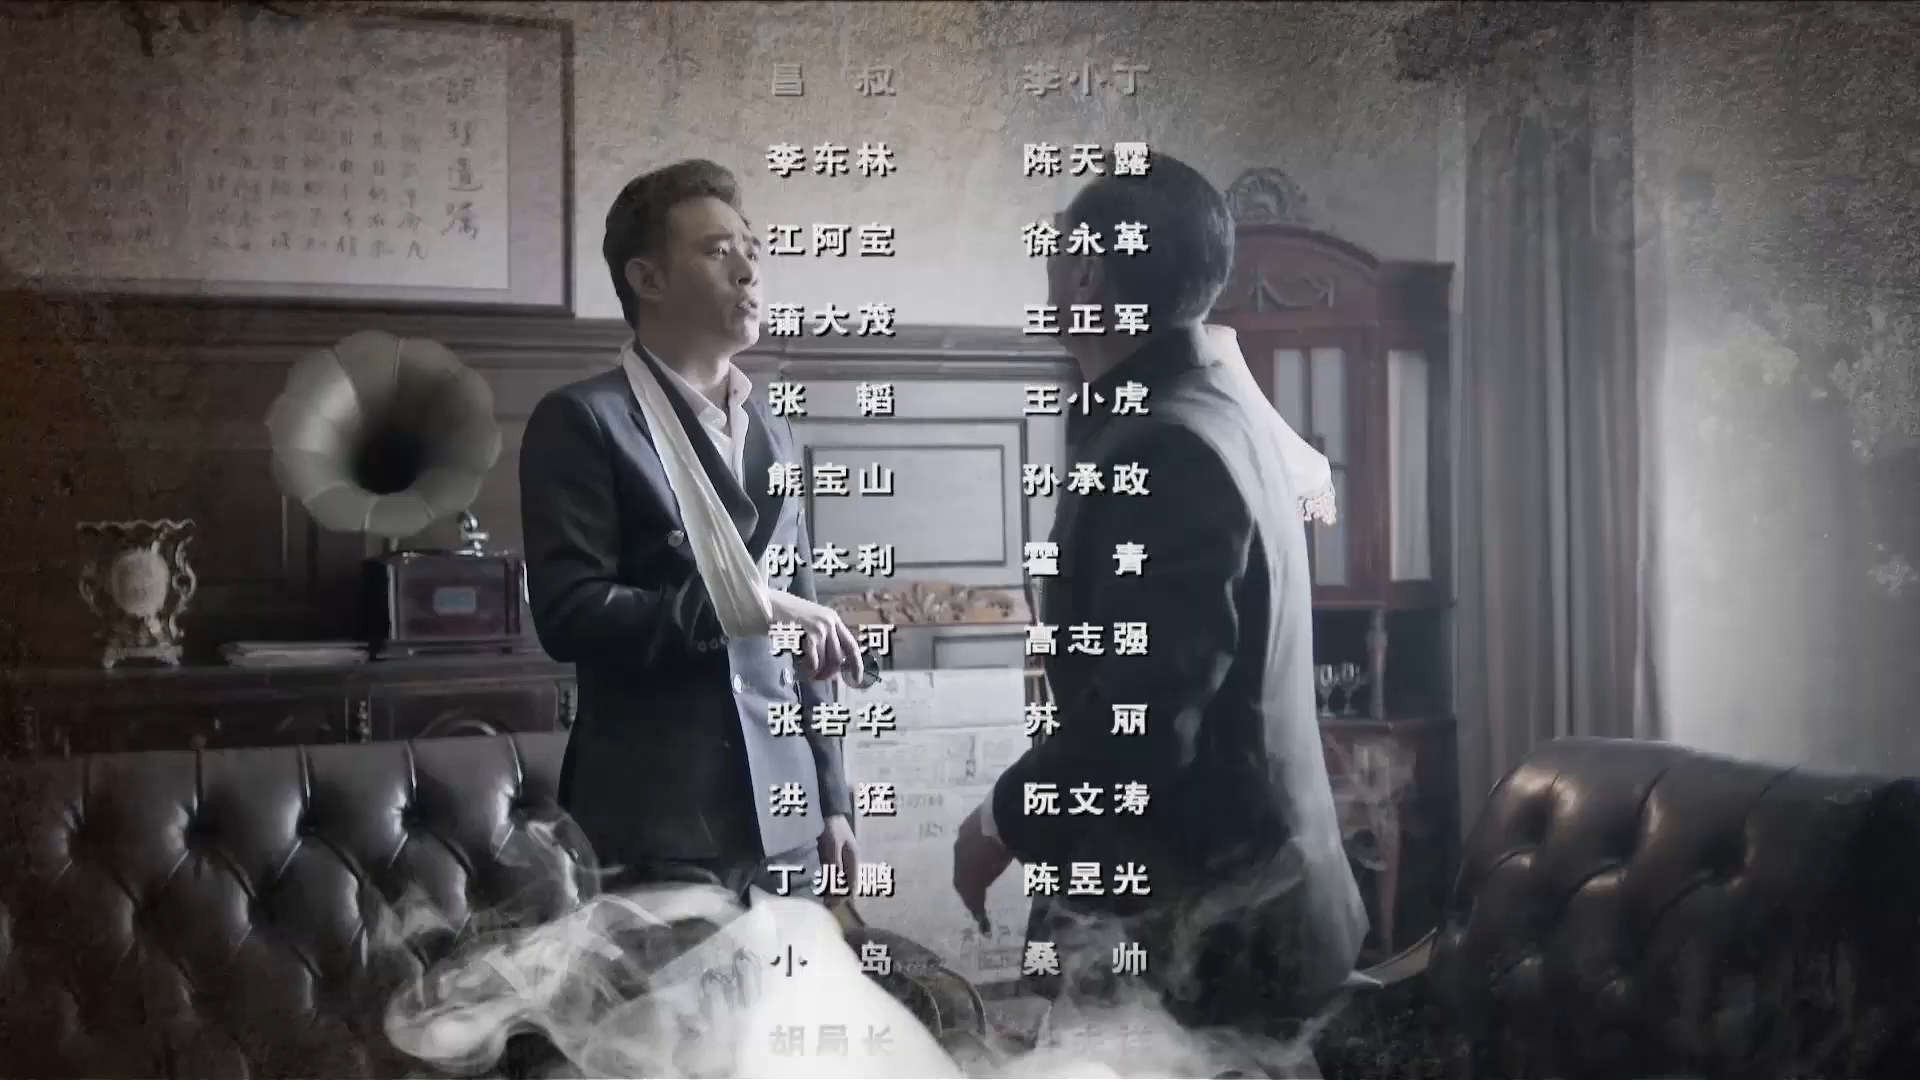 昌 叔 李小丁
李东林 陈天露
江阿宝 徐永革
蒲大茂 王正军
张 韬 王小虎
熊宝山 孙承政
孙本利 霍 青
黄 河 高志强
张若华 苏 丽
洪 猛 阮文涛
丁兆鹏 陈昱光
小 岛 桑 帅
胡局长